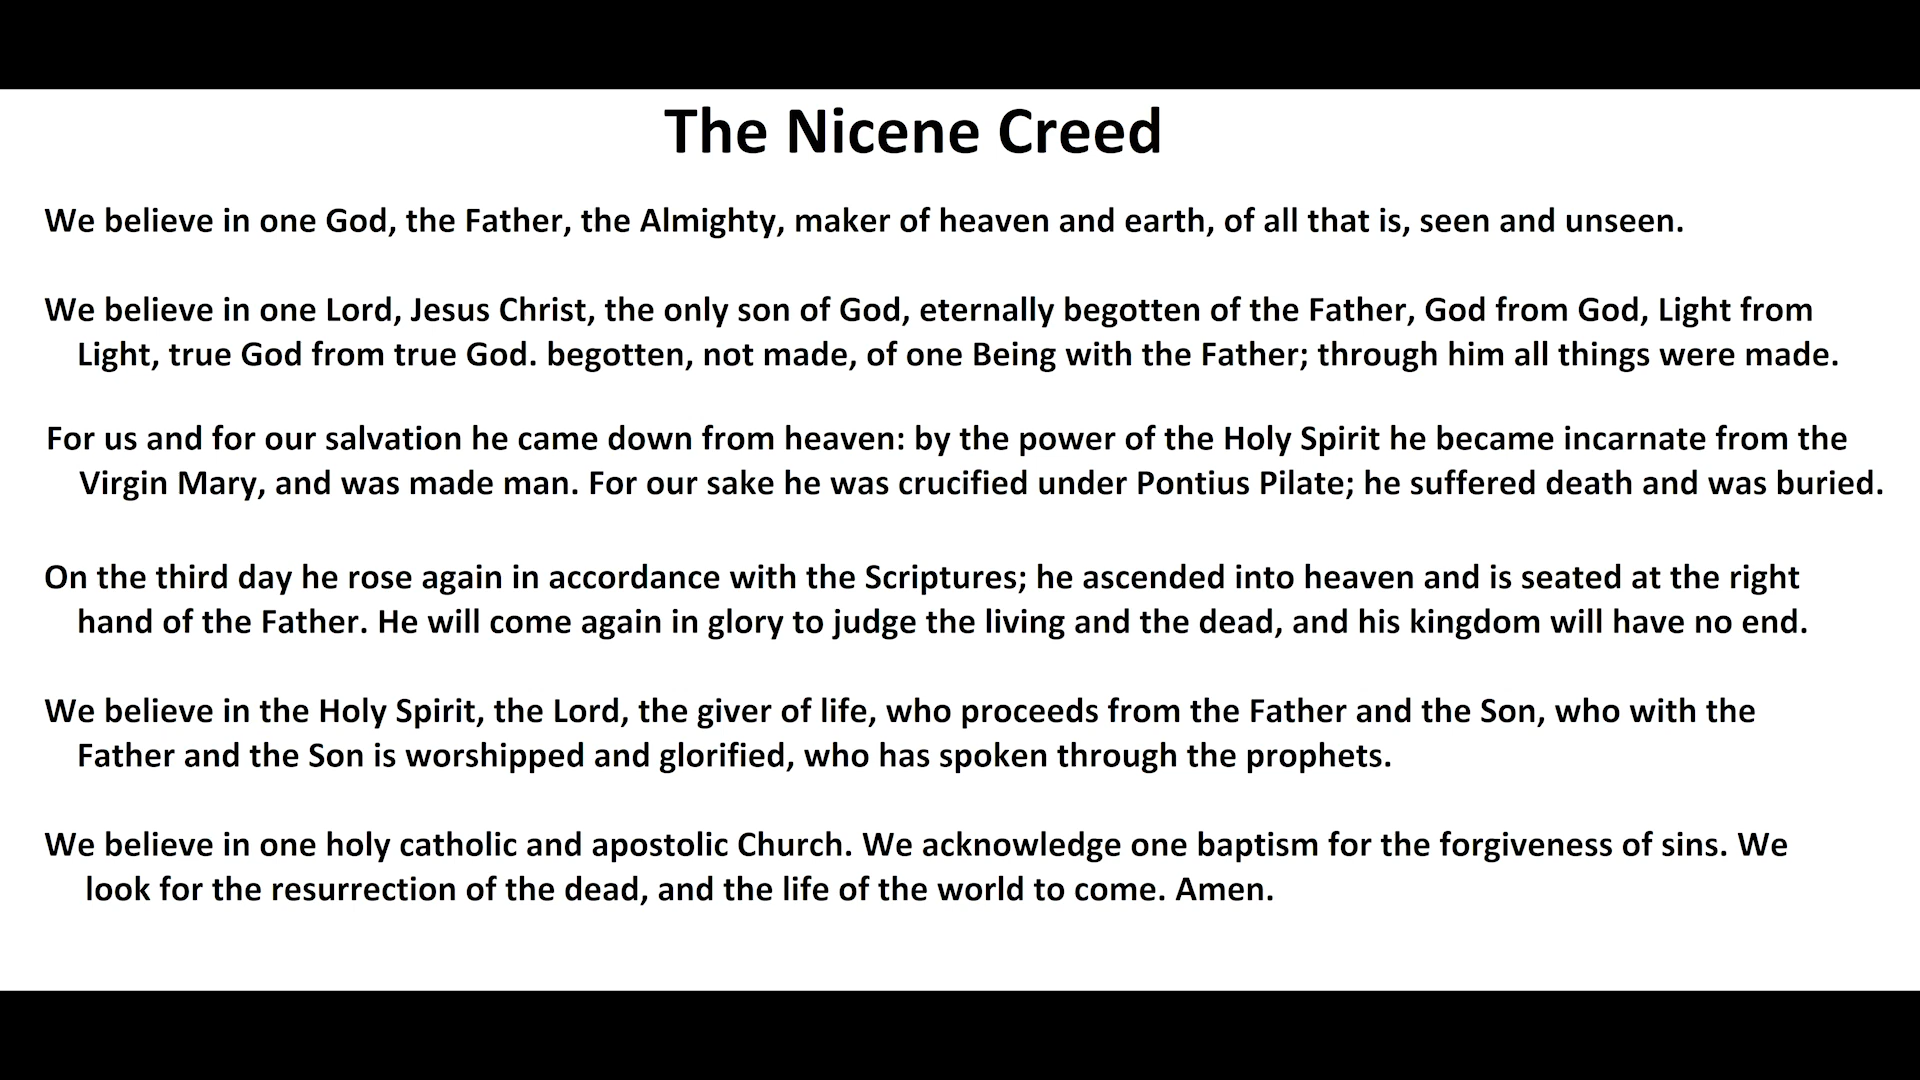 The Nicene Creed
We believe in one God, the Father, the Almighty, maker of heaven and earth, of all that is, seen and unseen.
We believe in one Lord, Jesus Christ, the only son of God, eternally begotten of the Father, God from God, Light from
Light, true God from true God. begotten, not made, of one Being with the Father; through him all things were made.
For us and for our salvation he came down from heaven: by the power of the Holy Spirit he became incarnate from the
Virgin Mary, and was made man. For our sake he was crucified under Pontius Pilate; he suffered death and was buried.
On the third day he rose again in accordance with the Scriptures; he ascended into heaven and is seated at the right
hand of the Father. He will come again in glory to judge the living and the dead, and his kingdom will have no end.
We believe in the Holy Spirit, the Lord, the giver of life, who proceeds from the Father and the Son, who with the
Father and the Son is worshipped and glorified, who has spoken through the prophets.
We believe in one holy catholic and apostolic Church. We acknowledge one baptism for the forgiveness of sins. We
look for the resurrection of the dead, and the life of the world to come. Amen.